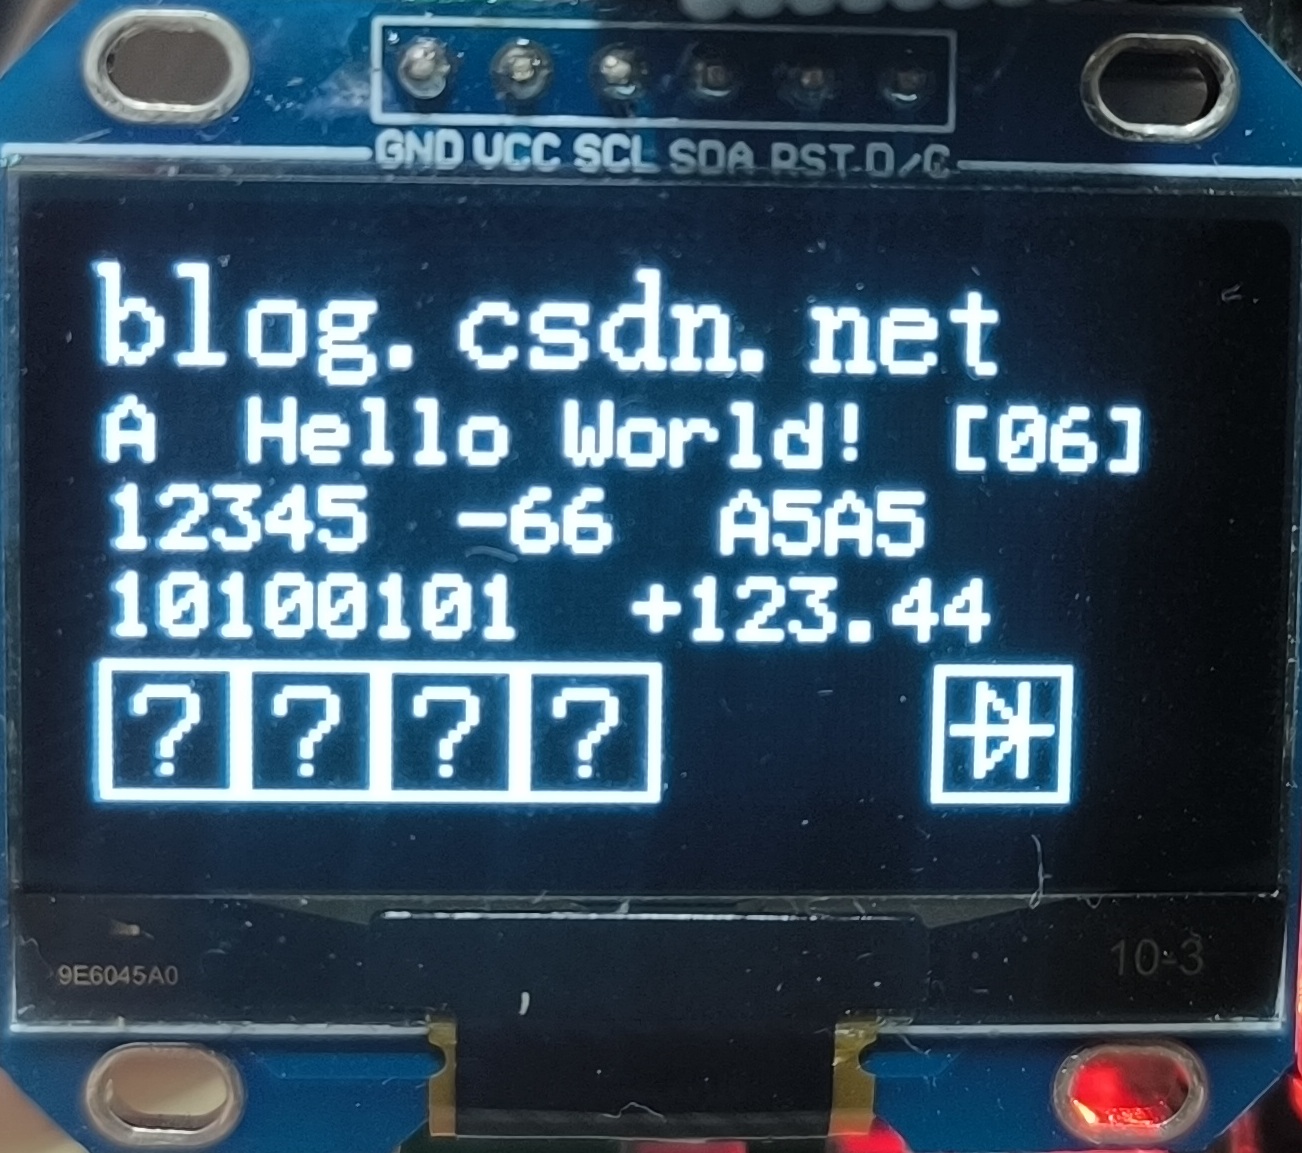 GND VCC SCL SDA RST D/C
blog.csdn.net
A Hello World! [06]
12345 -66 A5A5
10100101 +123.44
? ? ? ?
9E6045A0 10-3